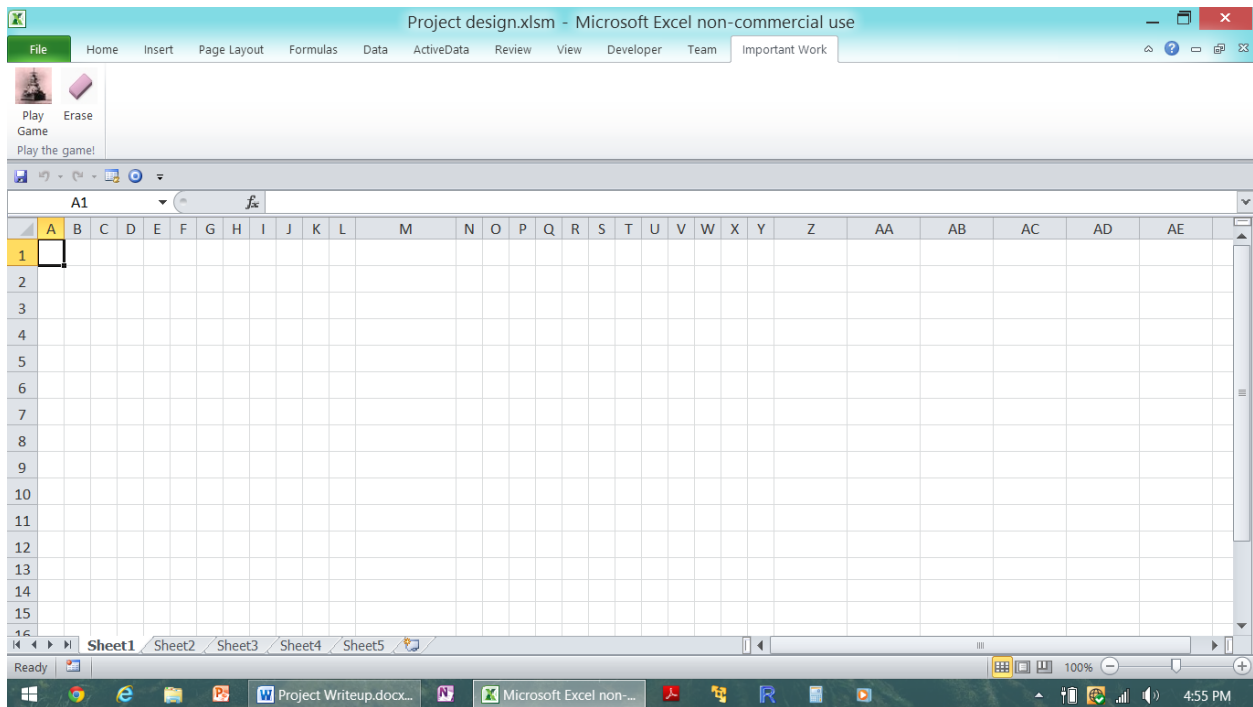 Project design.xlsm - Microsoft Excel non-commercial use
File Home Insert Page Layout Formulas Data ActiveData Review View Developer Team Important Work
Play Game
Erase
Play the game!
A1 fx
A B C D E F G H I J K L M N O P Q R S T U V W X Y Z AA AB AC AD AE
1
2
3
4
5
6
7
8
9
10
11
12
13
14
15
16
Sheet1 Sheet2 Sheet3 Sheet4 Sheet5
Ready 100%
Project Writeup.docx... Microsoft Excel non-... 4:55 PM